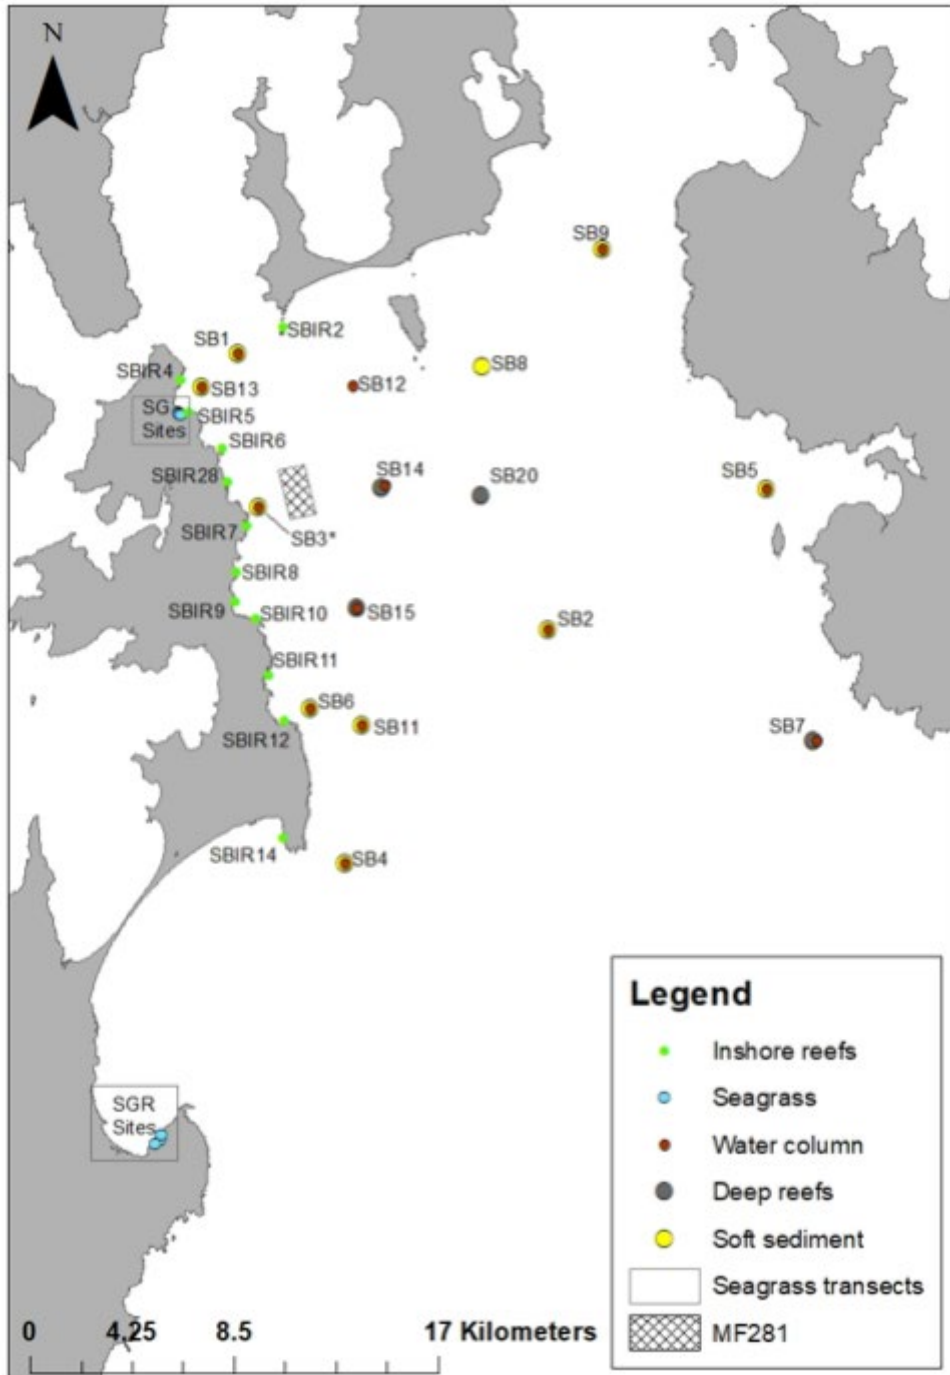 N
SB9
SBIR2
SB1
SBIR4
SB8
SB13
SB12
SG
Sites
SBIR5
SBIR6
SBIR28
SB14
SB20
SB5
SBIR7
SB3*
SBIR8
SBIR9
SBIR10
SB15
SB2
SBIR11
SB6
SBIR12
SB11
SB7
SBIR14
SB4
SGR
Sites
Legend
Inshore reefs
Seagrass
Water column
Deep reefs
Soft sediment
Seagrass transects
MF281
0 4.25 8.5 17 Kilometers